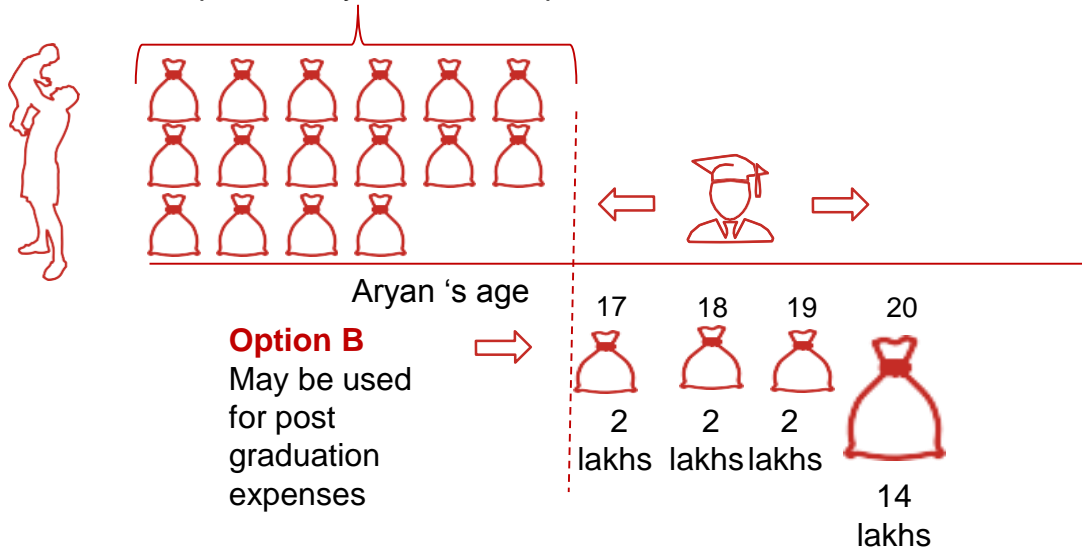 Aryan ‘s age
17 18 19 20
Option B
May be used
for post
graduation
expenses
2 2 2
lakhs lakhs lakhs
14
lakhs